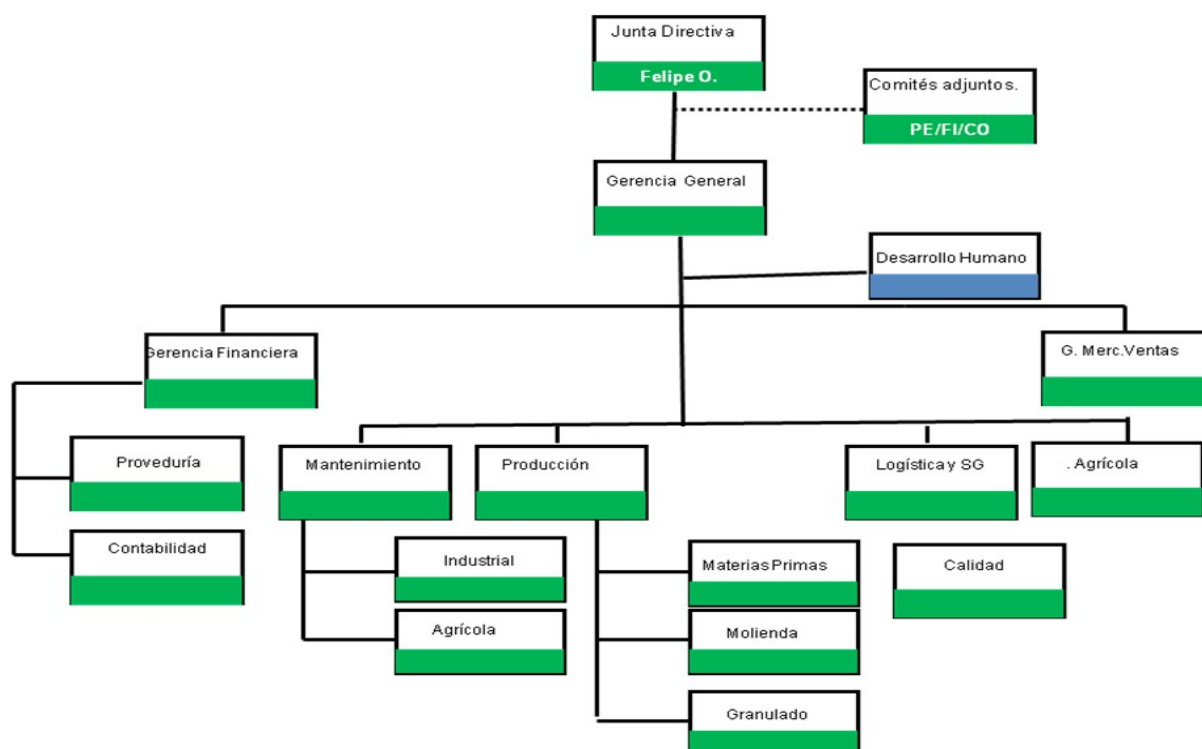 Junta Directiva
Felipe O.
Comités adjuntos.
PE/FI/CO
Gerencia General
Desarrollo Humano
Gerencia Financiera
G. Merc.Ventas
Proveduría
Mantenimiento
Producción
Logística y SG
. Agrícola
Contabilidad
Industrial
Materias Primas
Calidad
Agrícola
Molienda
Granulado